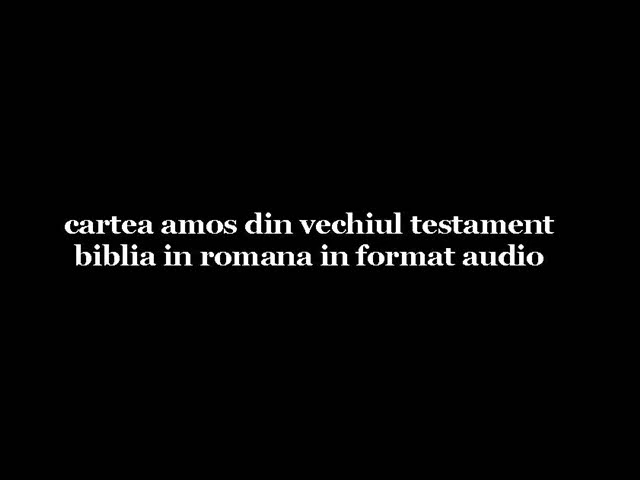 cartea amos din vechiul testament
biblia in romana in format audio